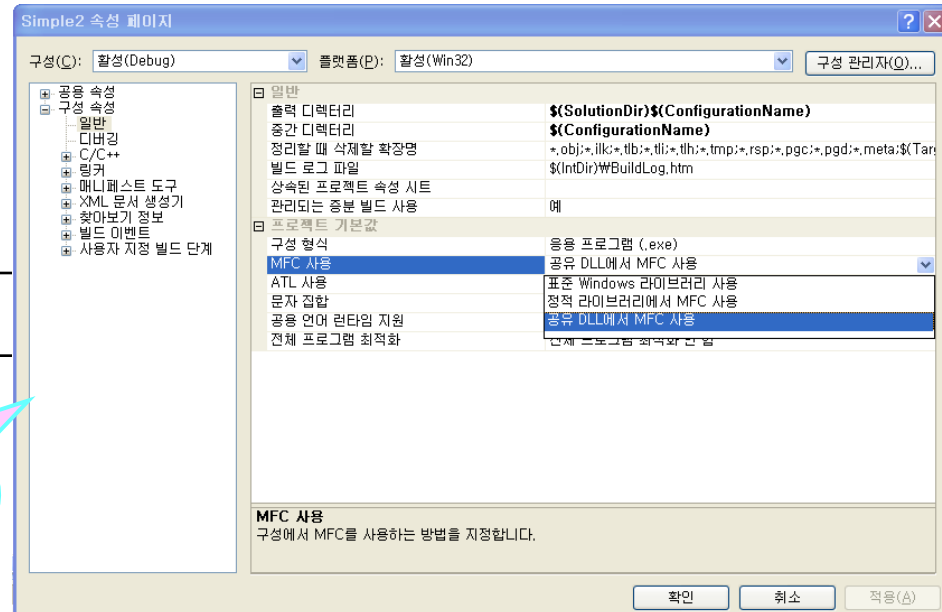 Simple2 속성 페이지
구성(C): 활성(Debug) 플랫폼(P): 활성(Win32) 구성 관리자(O)...
공용 속성
구성 속성
일반
디버깅
C/C++
링커
매니페스트 도구
XML 문서 생성기
찾아보기 정보
빌드 이벤트
사용자 지정 빌드 단계
일반
출력 디렉터리 $(SolutionDir)$(ConfigurationName)
중간 디렉터리 $(ConfigurationName)
정리할 때 삭제할 확장명 *.obj;*.ilk;*.tlb;*.tli;*.tlh;*.tmp;*.rsp;*.pgc;*.pgd;*.meta;$(Tar
빌드 로그 파일 $(IntDir)₩BuildLog.htm
상속된 프로젝트 속성 시트
관리되는 증분 빌드 사용 예
프로젝트 기본값
구성 형식 응용 프로그램 (.exe)
MFC 사용 공유 DLL에서 MFC 사용
ATL 사용 표준 Windows 라이브러리 사용
문자 집합 정적 라이브러리에서 MFC 사용
공용 언어 런타임 지원 공유 DLL에서 MFC 사용
전체 프로그램 최적화 전체 프로그램 최적화 안 함
MFC 사용
구성에서 MFC를 사용하는 방법을 지정합니다.
확인 취소 적용(A)